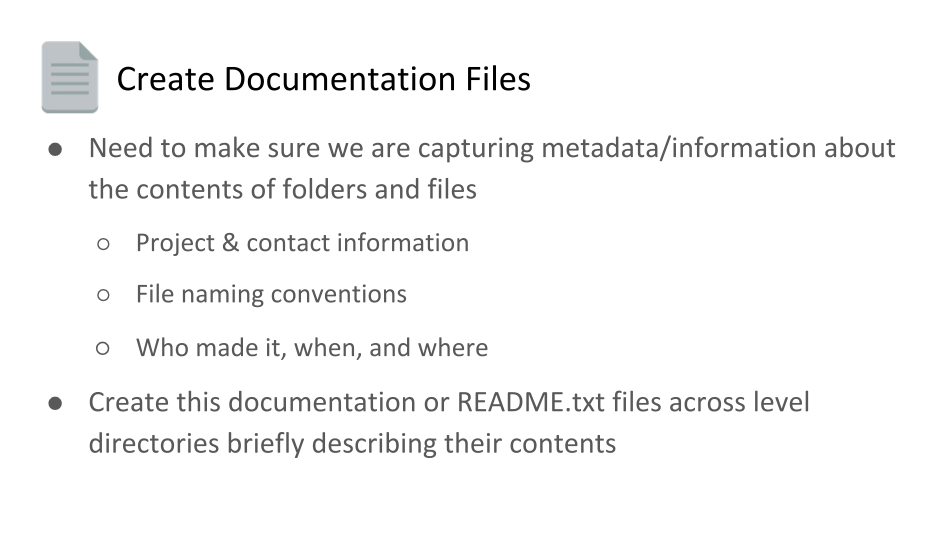 Create Documentation Files
● Need to make sure we are capturing metadata/information about
the contents of folders and files
○ Project & contact information
○ File naming conventions
○ Who made it, when, and where
● Create this documentation or README.txt files across level
directories briefly describing their contents